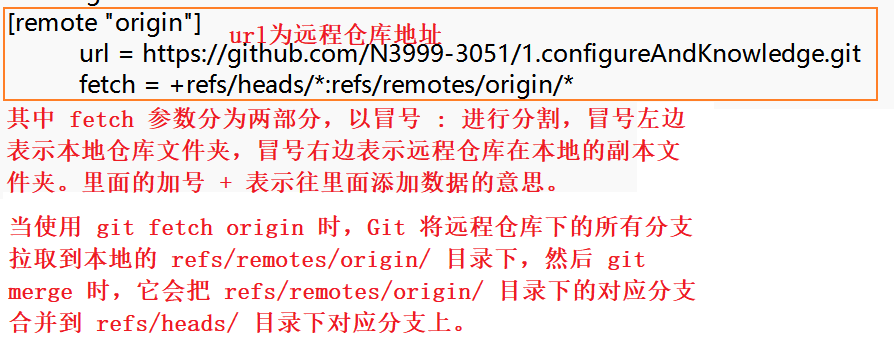 [remote "origin"]
url为远程仓库地址
url = https://github.com/N3999-3051/1.configureAndKnowledge.git
fetch = +refs/heads/*:refs/remotes/origin/*
其中 fetch 参数分为两部分，以冒号 : 进行分割，冒号左边
表示本地仓库文件夹，冒号右边表示远程仓库在本地的副本文
件夹。里面的加号 + 表示往里面添加数据的意思。
当使用 git fetch origin 时，Git 将远程仓库下的所有分支
拉取到本地的 refs/remotes/origin/ 目录下，然后 git
merge 时，它会把 refs/remotes/origin/ 目录下的对应分支
合并到 refs/heads/ 目录下对应分支上。